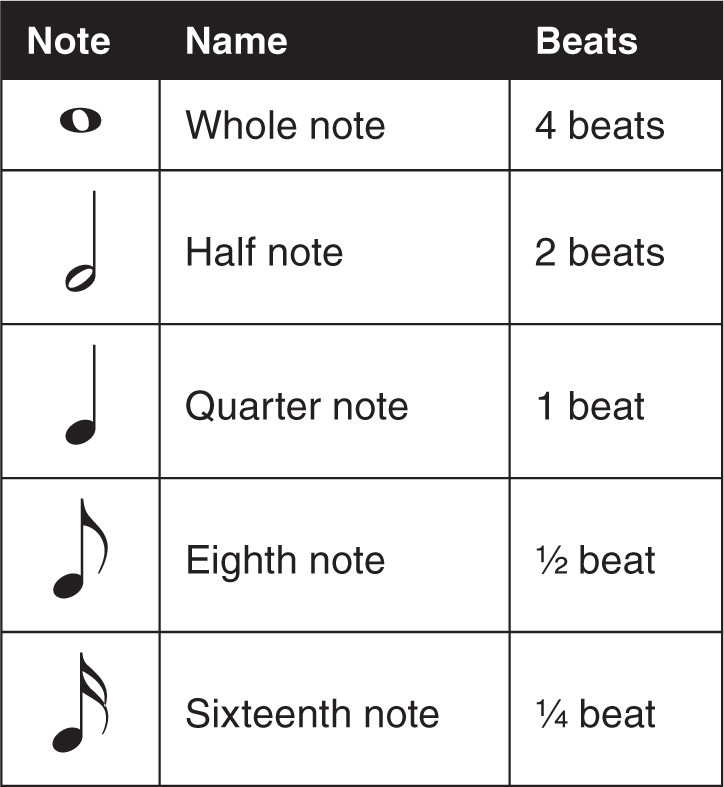 Note Name Beats
Whole note 4 beats
Half note 2 beats
Quarter note 1 beat
Eighth note ½ beat
Sixteenth note ¼ beat